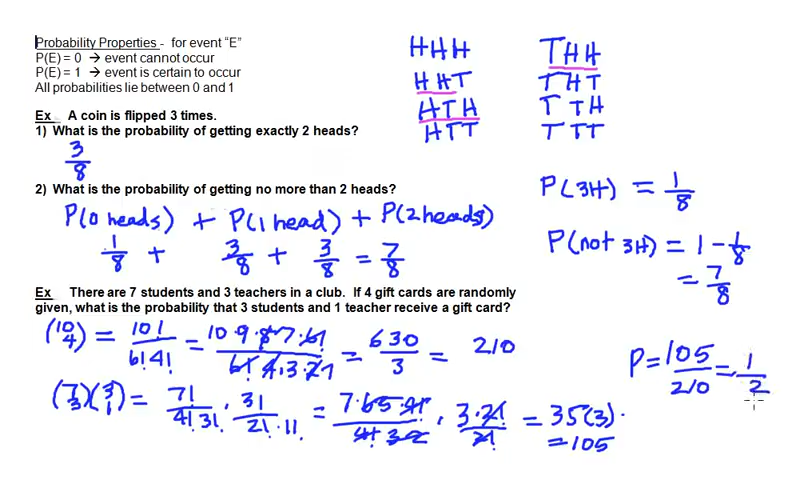 Probability Properties - for event "E"
P(E) = 0 → event cannot occur
P(E) = 1 → event is certain to occur
All probabilities lie between 0 and 1
HHH THH
HHT THT
HTH TTH
HTT TTT
Ex A coin is flipped 3 times.
1) What is the probability of getting exactly 2 heads?
3/8
2) What is the probability of getting no more than 2 heads?
P(0 heads) + P(1 head) + P(2 heads)
1/8 + 3/8 + 3/8 = 7/8
P(3H) = 1/8
P(not 3H) = 1 - 1/8
= 7/8
Ex There are 7 students and 3 teachers in a club. If 4 gift cards are randomly
given, what is the probability that 3 students and 1 teacher receive a gift card?
(10 4) = 10!/6!4! = 10·9·8·7·6!/6!4·3·2·1 = 630/3 = 210
(7 3)(3 1) = 7!/4!3! · 3!/2!·1! = 7·6·5·4!/4!·3·2 · 3·2!/2! = 35(3)
= 105
P = 105/210 = 1/2